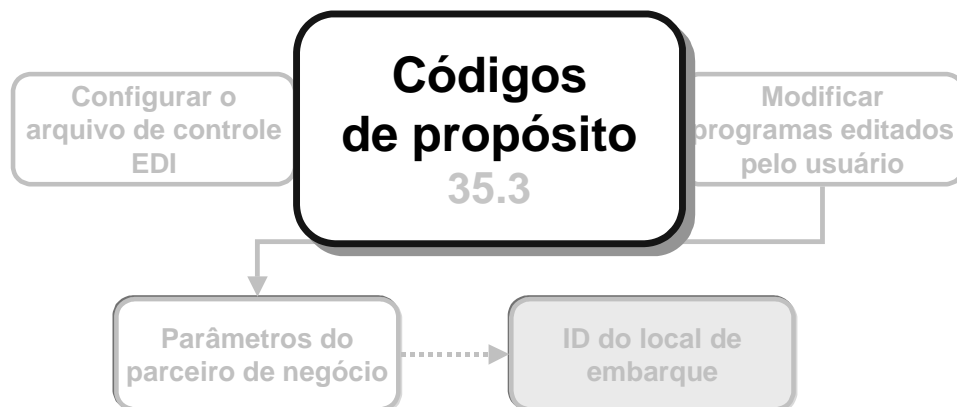 Configurar o
arquivo de controle
EDI
Códigos
de propósito
35.3
Modificar
programas editados
pelo usuário
Parâmetros do
parceiro de negócio
ID do local de
embarque